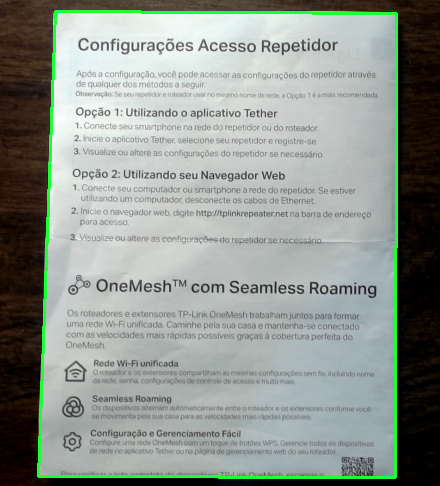 Configurações Acesso Repetidor
Após a configuração, você pode acessar as configurações do repetidor através
de qualquer dos métodos a seguir.
Observação: Se seu repetidor e roteador usar no mesmo nome de rede, a Opção 1 é a mais recomendada.
Opção 1: Utilizando o aplicativo Tether
1. Conecte seu smartphone na rede do repetidor ou do roteador.
2. Inicie o aplicativo Tether, selecione seu repetidor e registre-se.
3. Visualize ou altere as configurações do repetidor se necessário.
Opção 2: Utilizando seu Navegador Web
1. Conecte seu computador ou smartphone a rede do repetidor. Se estiver
utilizando um computador, desconecte os cabos de Ethernet.
2. Inicie o navegador web, digite http://tplinkrepeater.net na barra de endereço
para acesso.
3. Visualize ou altere as configurações do repetidor se necessário.
OneMesh™ com Seamless Roaming
Os roteadores e extensores TP-Link OneMesh trabalham juntos para formar
uma rede Wi-Fi unificada. Caminhe pela sua casa e mantenha-se conectado
com as velocidades mais rápidas possíveis graças à cobertura perfeita do
OneMesh.
Rede Wi-Fi unificada
O roteador e os extensores compartilham as mesmas configurações sem fio, incluindo nome
da rede, senha, configurações de controle de acesso e muito mais.
Seamless Roaming
Os dispositivos alternam automaticamente entre o roteador e os extensores conforme você
se movimenta pela sua casa para as velocidades mais rápidas possíveis.
Configuração e Gerenciamento Fácil
Configure uma rede OneMesh com um toque de botões WPS. Gerencie todos os dispositivos
de rede no aplicativo Tether ou na página de gerenciamento web do seu roteador.